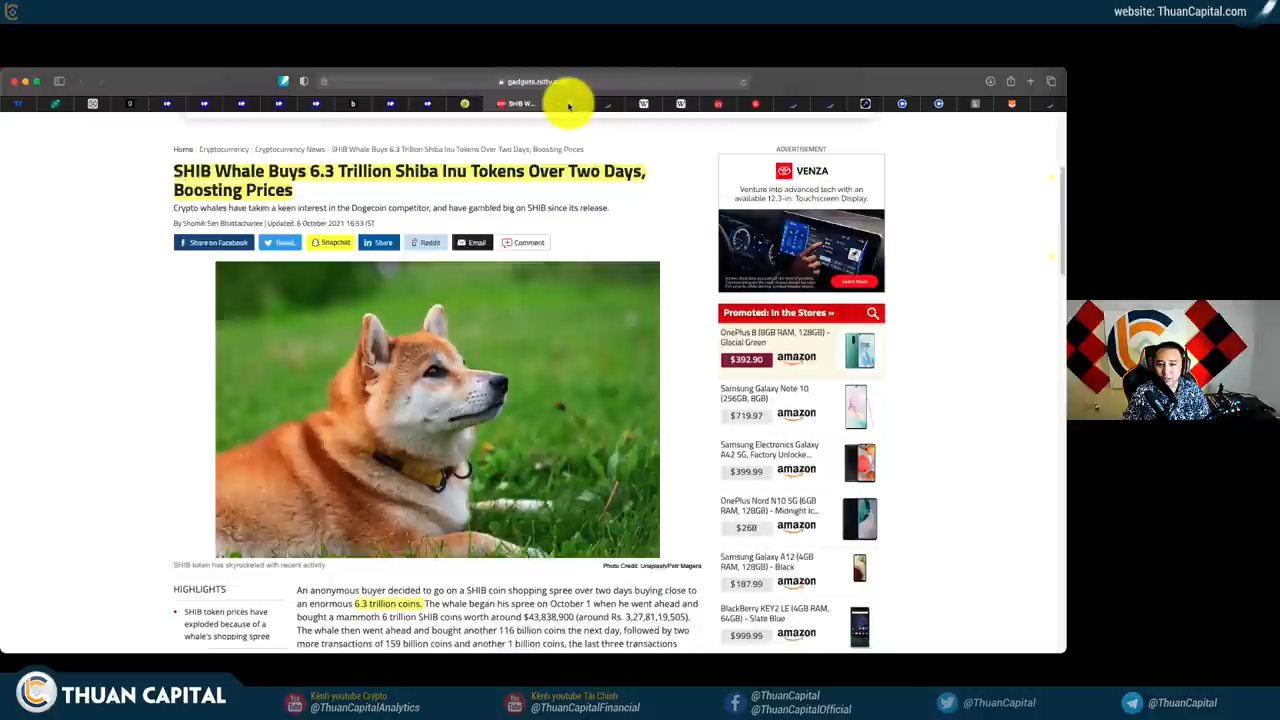 website: ThuanCapital.com
gadgets.ndtv.
SHIB W...
Home
Cryptocurrency
Cryptocurrency News
SHIB Whale Buys 6.3 Trillion Shiba Inu Tokens Over Two Days, Boosting Prices
SHIB Whale Buys 6.3 Trillion Shiba Inu Tokens Over Two Days,
Boosting Prices
Crypto whales have taken a keen interest in the Dogecoin competitor, and have gambled big on SHIB since its release.
By Shomik Sen Bhattacharjee | Updated: 6 October 2021 16:53 IST
Share on Facebook
Tweet
Snapchat
Share
Reddit
Email
Comment
SHIB token has skyrocketed with recent activity
Photo Credit: Unsplash/Petr Magera
HIGHLIGHTS
SHIB token prices have
exploded because of a
whale's shopping spree
An anonymous buyer decided to go on a SHIB coin shopping spree over two days buying close to
an enormous 6.3 trillion coins. The whale began his spree on October 1 when he went ahead and
bought a mammoth 6 trillion SHIB coins worth around $43,838,900 (around Rs. 3,27,81,19,505).
The whale then went ahead and bought another 116 billion coins the next day, followed by two
more transactions of 159 billion coins and another 1 billion coins, the last three transactions
ADVERTISEMENT
VENZA
Venture into advanced tech with an
available 12.3-in. Touchscreen Display.
Learn More
Promoted: In the Stores »
OnePlus 8 (8GB RAM, 128GB) -
Glacial Green
$392.90
amazon
Samsung Galaxy Note 10
(256GB, 8GB)
$719.97
amazon
Samsung Electronics Galaxy
A42 5G, Factory Unlocke...
$399.99
amazon
OnePlus Nord N10 5G (6GB
RAM, 128GB) - Midnight Ic...
$268
amazon
Samsung Galaxy A12 (4GB
RAM, 128GB) - Black
$187.99
amazon
BlackBerry KEY2 LE (4GB RAM,
64GB) - Slate Blue
$999.99
amazon
THUAN CAPITAL
Kênh youtube Crypto
@ThuanCapitalAnalytics
Kênh youtube Tài Chính
@ThuanCapitalFinancial
@ThuanCapital
@ThuanCapitalOfficial
@ThuanCapital
@ThuanCapital